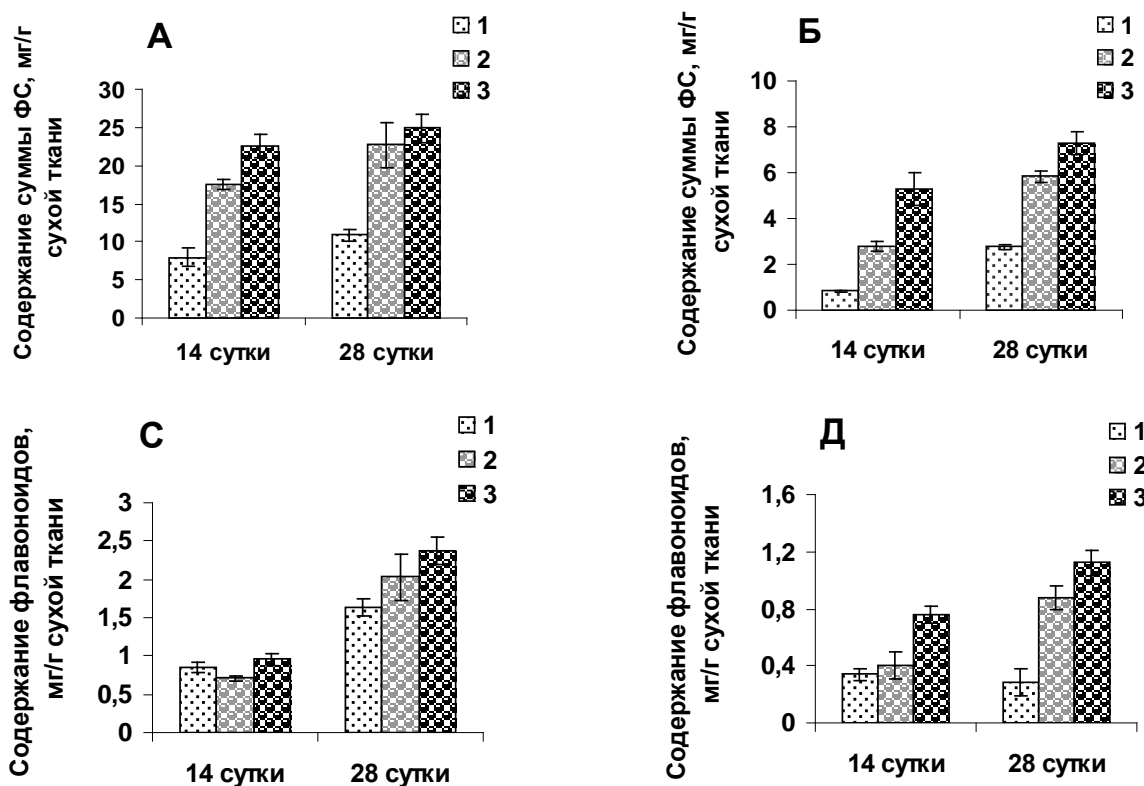 А
1
2
3
Содержание суммы ФС, мг/г
сухой ткани
30
25
20
15
10
5
0
14 сутки
28 сутки
Б
1
2
3
Содержание суммы ФС, мг/г
сухой ткани
10
8
6
4
2
0
14 сутки
28 сутки
С
1
2
3
Содержание флавоноидов,
мг/г сухой ткани
3
2,5
2
1,5
1
0,5
0
14 сутки
28 сутки
Д
1
2
3
Содержание флавоноидов,
мг/г сухой ткани
1,6
1,2
0,8
0,4
0
14 сутки
28 сутки